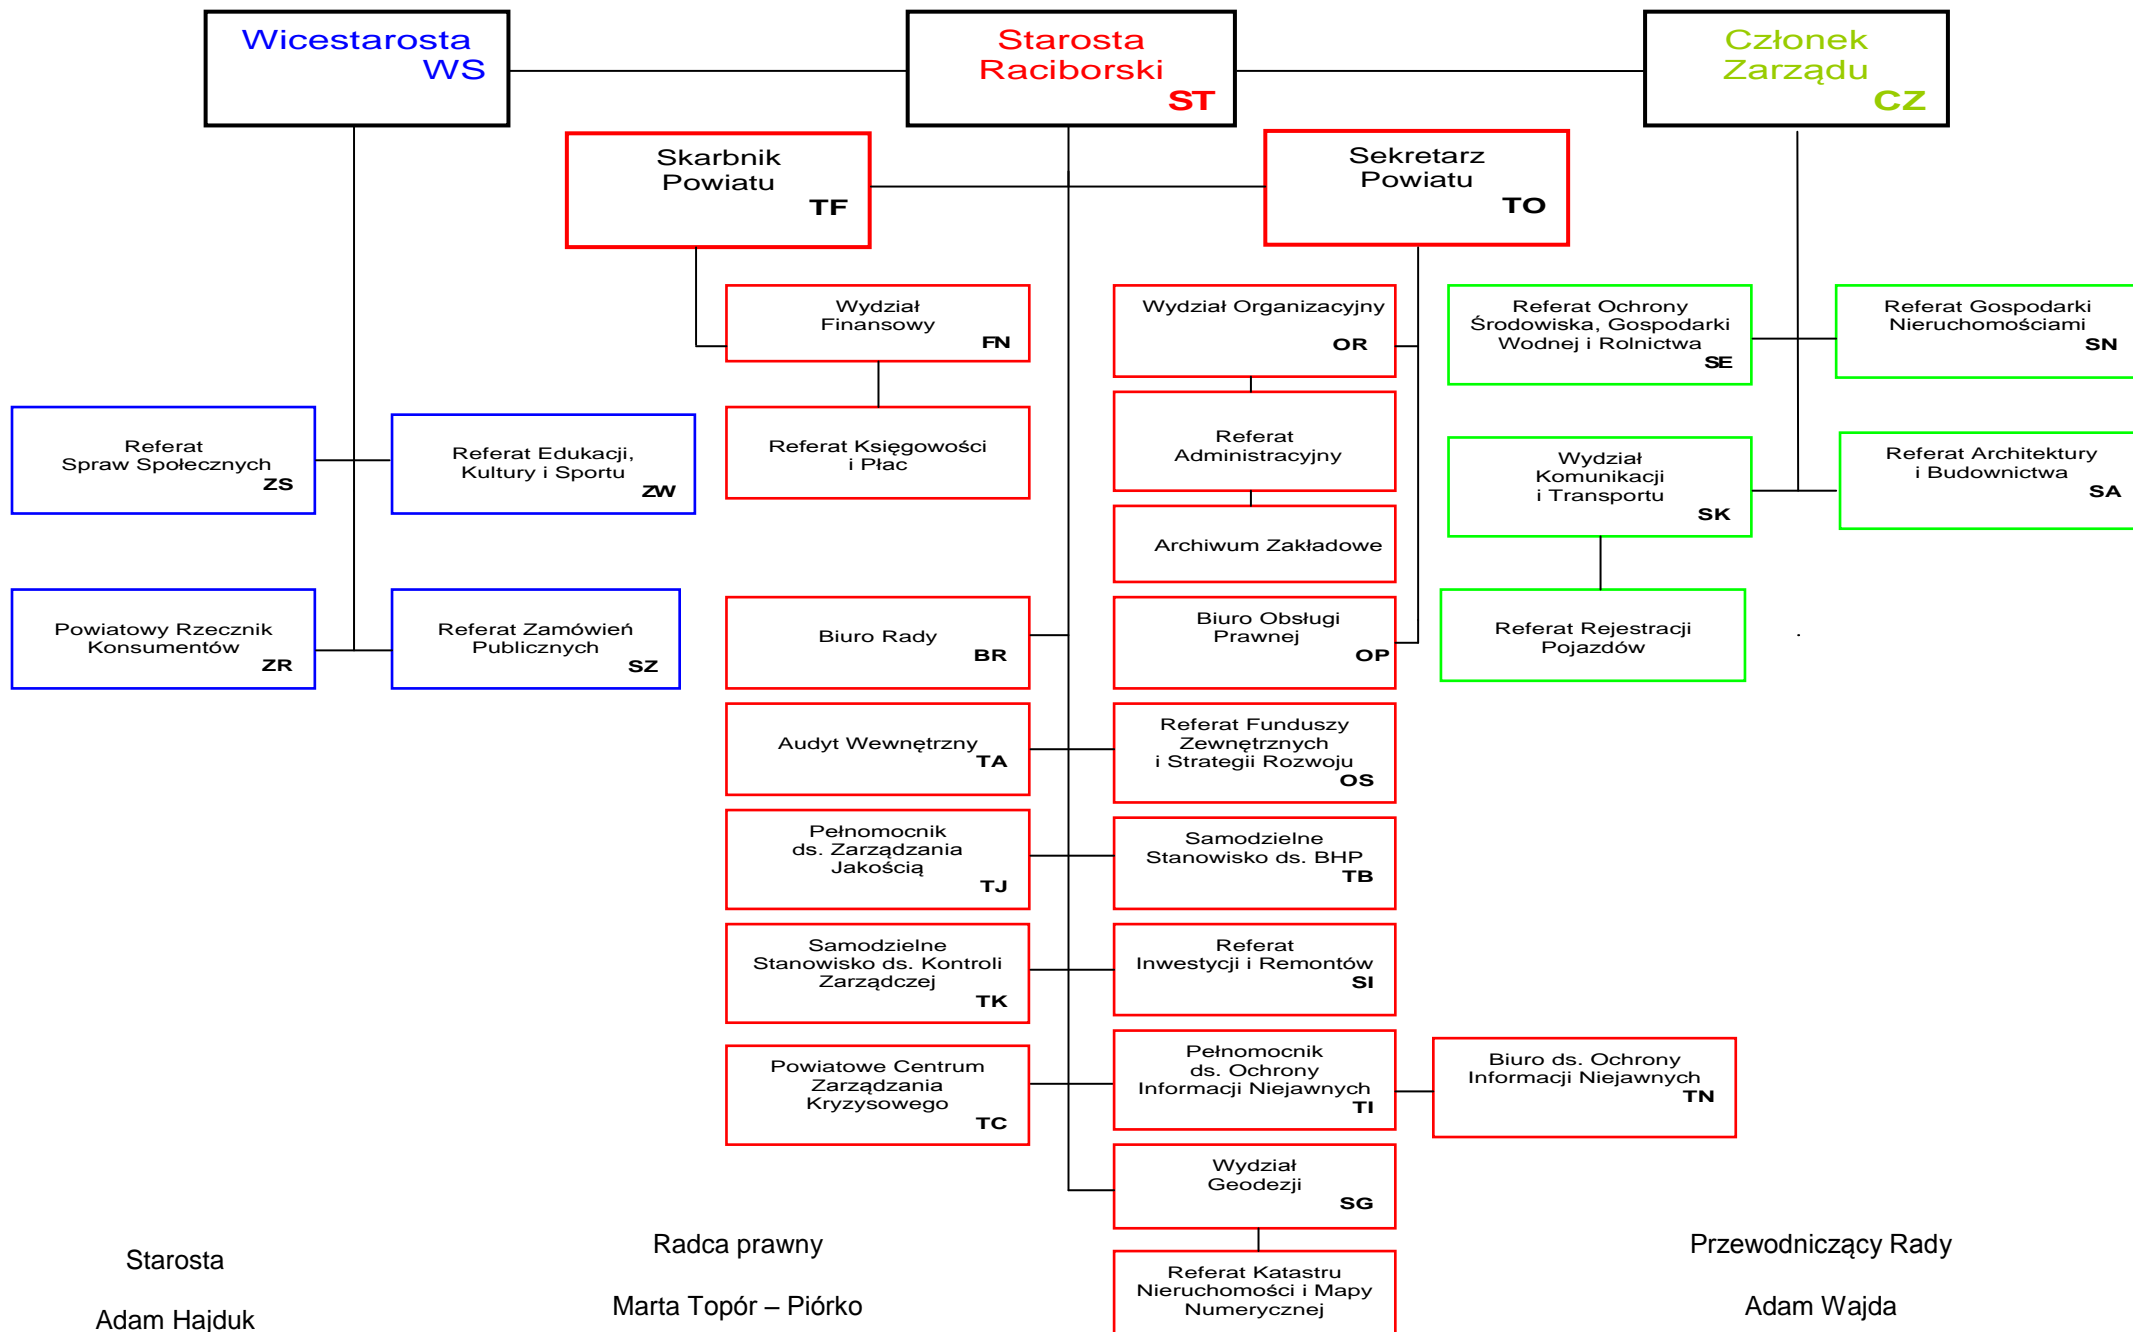 Wicestarosta
WS
Starosta
Raciborski
ST
Członek
Zarządu
CZ
Skarbnik
Powiatu
TF
Sekretarz
Powiatu
TO
Wydział
Finansowy
FN
Wydział Organizacyjny
OR
Referat Ochrony
Środowiska, Gospodarki
Wodnej i Rolnictwa
SE
Referat Gospodarki
Nieruchomościami
SN
Referat
Spraw Społecznych
ZS
Referat Edukacji,
Kultury i Sportu
ZW
Referat Księgowości
i Płac
Referat
Administracyjny
Wydział
Komunikacji
i Transportu
SK
Referat Architektury
i Budownictwa
SA
Archiwum Zakładowe
Powiatowy Rzecznik
Konsumentów
ZR
Referat Zamówień
Publicznych
SZ
Biuro Rady
BR
Biuro Obsługi
Prawnej
OP
Referat Rejestracji
Pojazdów
.
Audyt Wewnętrzny
TA
Referat Funduszy
Zewnętrznych
i Strategii Rozwoju
OS
Pełnomocnik
ds. Zarządzania
Jakością
TJ
Samodzielne
Stanowisko ds. BHP
TB
Samodzielne
Stanowisko ds. Kontroli
Zarządczej
TK
Referat
Inwestycji i Remontów
SI
Powiatowe Centrum
Zarządzania
Kryzysowego
TC
Pełnomocnik
ds. Ochrony
Informacji Niejawnych
TI
Biuro ds. Ochrony
Informacji Niejawnych
TN
Wydział
Geodezji
SG
Referat Katastru
Nieruchomości i Mapy
Numerycznej
Starosta
Adam Hajduk
Radca prawny
Marta Topór – Piórko
Przewodniczący Rady
Adam Wajda